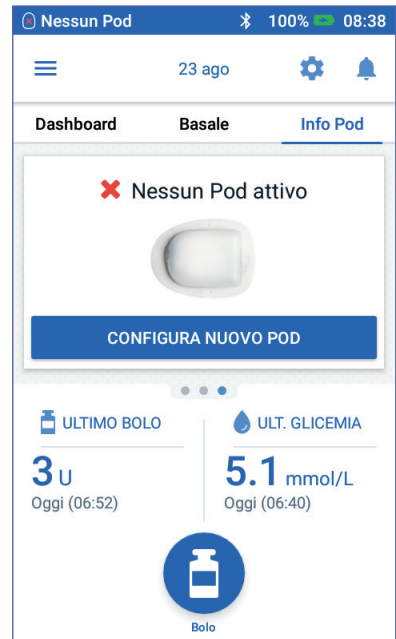 Nessun Pod 100% 08:38
23 ago
Dashboard Basale Info Pod
Nessun Pod attivo
CONFIGURA NUOVO POD
ULTIMO BOLO ULT. GLICEMIA
3 U 5.1 mmol/L
Oggi (06:52) Oggi (06:40)
Bolo